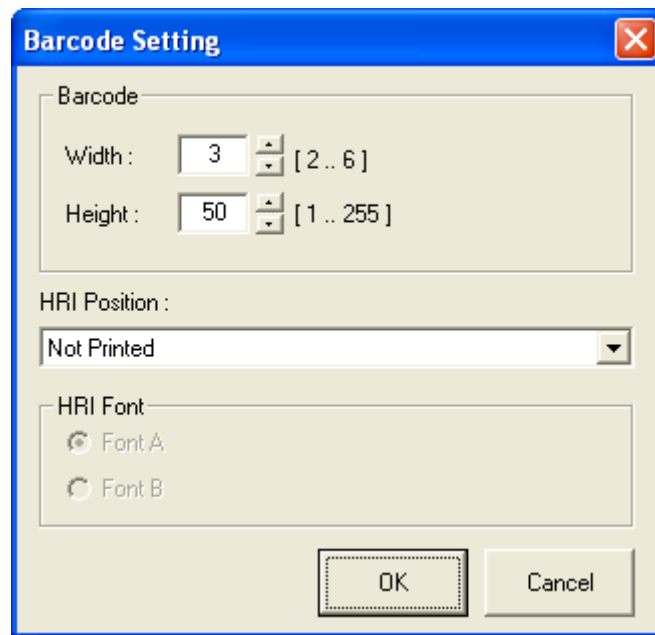 Barcode Setting
Barcode
Width : 3 [ 2 .. 6 ]
Height : 50 [ 1 .. 255 ]
HRI Position :
Not Printed
HRI Font
Font A
Font B
OK Cancel